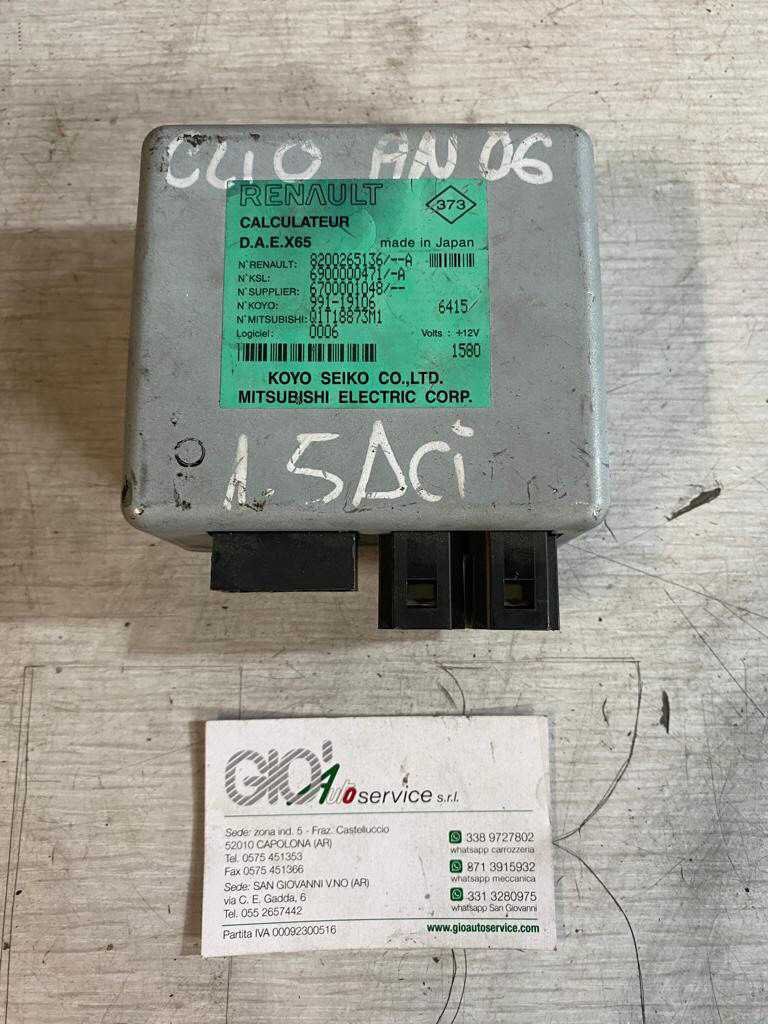 CLIO AN 06
RENAULT
373
CALCULATEUR
D.A.E.X65 made in Japan
N°RENAULT: 8200265136/--A
N°KSL: 6900000471/-A
N°SUPPLIER: 6700001048/--
N°KOYO: 991-19106 6415/
N°MITSUBISHI: Q1T18873M1
Logiciel: 0006 Volts : +12V
1580
KOYO SEIKO CO.,LTD.
MITSUBISHI ELECTRIC CORP.
1.5 DCi
GIO' Autoservice s.r.l.
Sede: zona ind. 5 - Fraz. Castelluccio
52010 CAPOLONA (AR)
Tel. 0575 451353
Fax 0575 451366
Sede: SAN GIOVANNI V.NO (AR)
via C. E. Gadda, 6
Tel. 055 2657442
Partita IVA 00092300516
338 9727802
whatsapp carrozzeria
371 3915932
whatsapp meccanica
331 3280975
whatsapp San Giovanni
www.gioautoservice.com